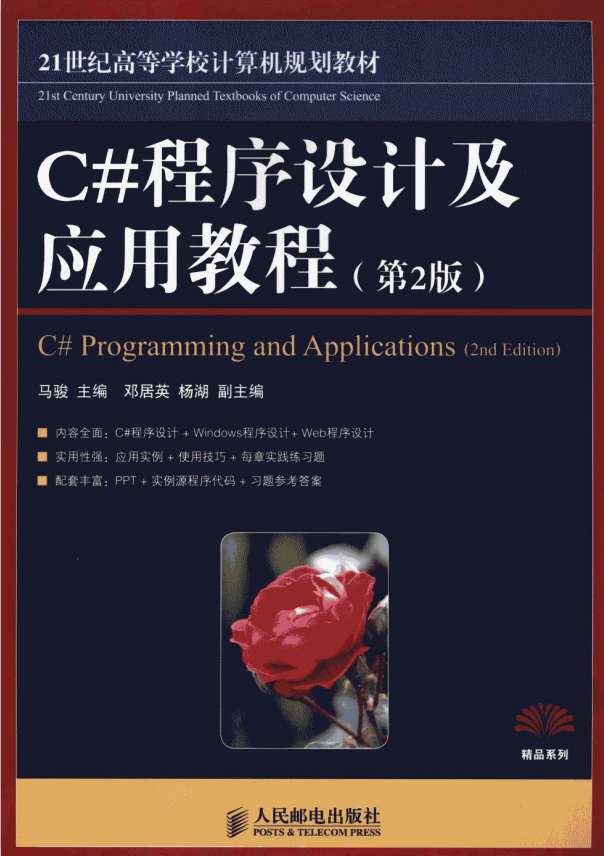 21世纪高等学校计算机规划教材
21st Century University Planned Textbooks of Computer Science
C#程序设计及
应用教程（第2版）
C# Programming and Applications (2nd Edition)
马骏 主编 邓居英 杨湖 副主编
■ 内容全面：C#程序设计 + Windows程序设计+ Web程序设计
■ 实用性强：应用实例 + 使用技巧 + 每章实践练习题
■ 配套丰富：PPT + 实例源程序代码 + 习题参考答案
精品系列
人民邮电出版社
POSTS & TELECOM PRESS